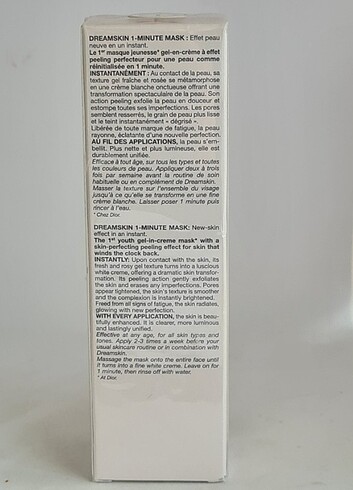 DREAMSKIN 1-MINUTE MASK : Effet peau
neuve en un instant.
Le 1er masque jeunesse* gel-en-crème à effet
peeling perfecteur pour une peau comme
réinitialisée en 1 minute.
INSTANTANÉMENT : Au contact de la peau, sa
texture gel fraîche et rosée se métamorphose
en une crème blanche onctueuse offrant une
transformation spectaculaire de la peau. Son
action peeling exfolie la peau en douceur et
estompe toutes ses imperfections. Les pores
semblent resserrés, le grain de peau plus lisse
et le teint instantanément « dégrisé ».
Libérée de toute marque de fatigue, la peau
rayonne, éclatante d'une nouvelle perfection.
AU FIL DES APPLICATIONS, la peau s'em-
bellit. Plus nette et plus lumineuse, elle est
durablement unifiée.
Efficace à tout âge, sur tous les types et toutes
les couleurs de peau. Appliquer deux à trois
fois par semaine avant la routine de soin
habituelle ou en complément de Dreamskin.
Masser la texture sur l'ensemble du visage
jusqu'à ce qu'elle se transforme en une fine
crème blanche. Laisser poser 1 minute puis
rincer à l'eau.
* Chez Dior.
DREAMSKIN 1-MINUTE MASK: New-skin
effect in an instant.
The 1st youth gel-in-creme mask* with a
skin-perfecting peeling effect for skin that
winds the clock back.
INSTANTLY: Upon contact with the skin, its
fresh and rosy gel texture turns into a luscious
white creme, offering a dramatic skin transfor-
mation. Its peeling action gently exfoliates
the skin and erases any imperfections. Pores
appear tightened, the skin's texture is smoother
and the complexion is instantly brightened.
Freed from all signs of fatigue, the skin radiates,
glowing with new perfection.
WITH EVERY APPLICATION, the skin is beau-
tifully enhanced. It is clearer, more luminous
and lastingly unified.
Effective at any age, for all skin types and
tones. Apply 2-3 times a week before your
usual skincare routine or in combination with
Dreamskin.
Massage the mask onto the entire face until
it turns into a fine white creme. Leave on for
1 minute, then rinse off with water.
* At Dior.